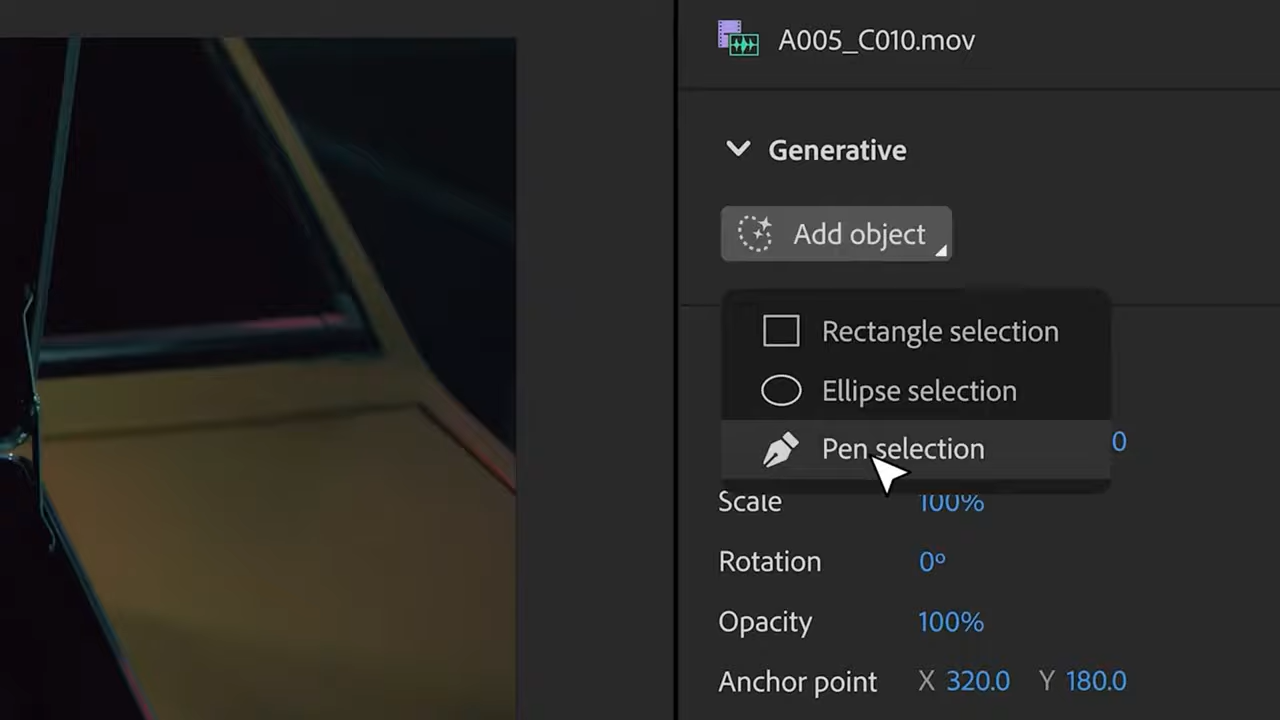 A005_C010.mov
Generative
Add object
Rectangle selection
Ellipse selection
Pen selection
0
Scale 100%
Rotation 0º
Opacity 100%
Anchor point X 320.0 Y 180.0